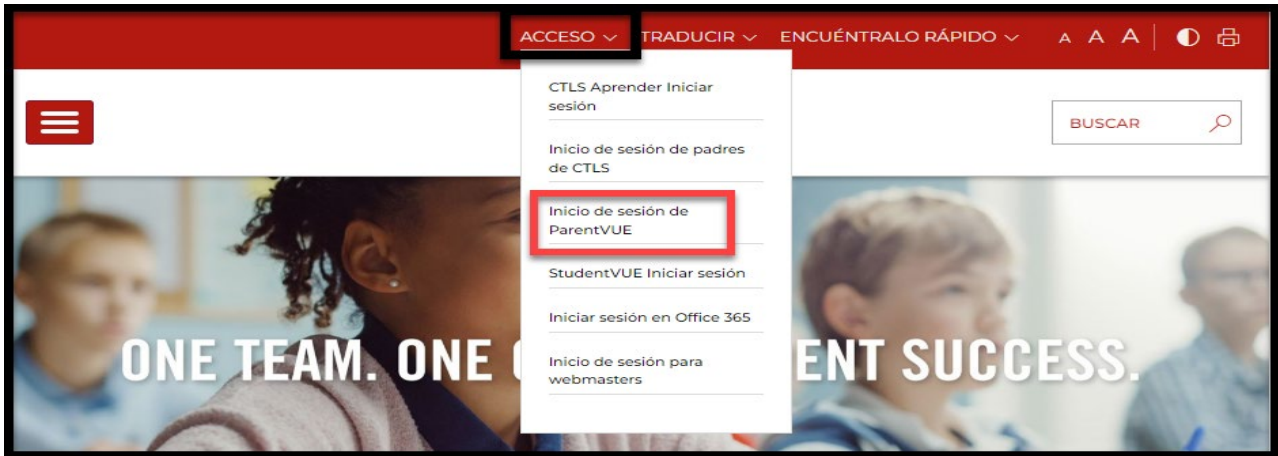 ACCESO TRADUCIR ENCUÉNTRALO RÁPIDO A A A
CTLS Aprender Iniciar
sesión
BUSCAR
Inicio de sesión de padres
de CTLS
Inicio de sesión de
ParentVUE
StudentVUE Iniciar sesión
Iniciar sesión en Office 365
ONE TEAM. ONE ENT SUCCESS.
Inicio de sesión para
webmasters